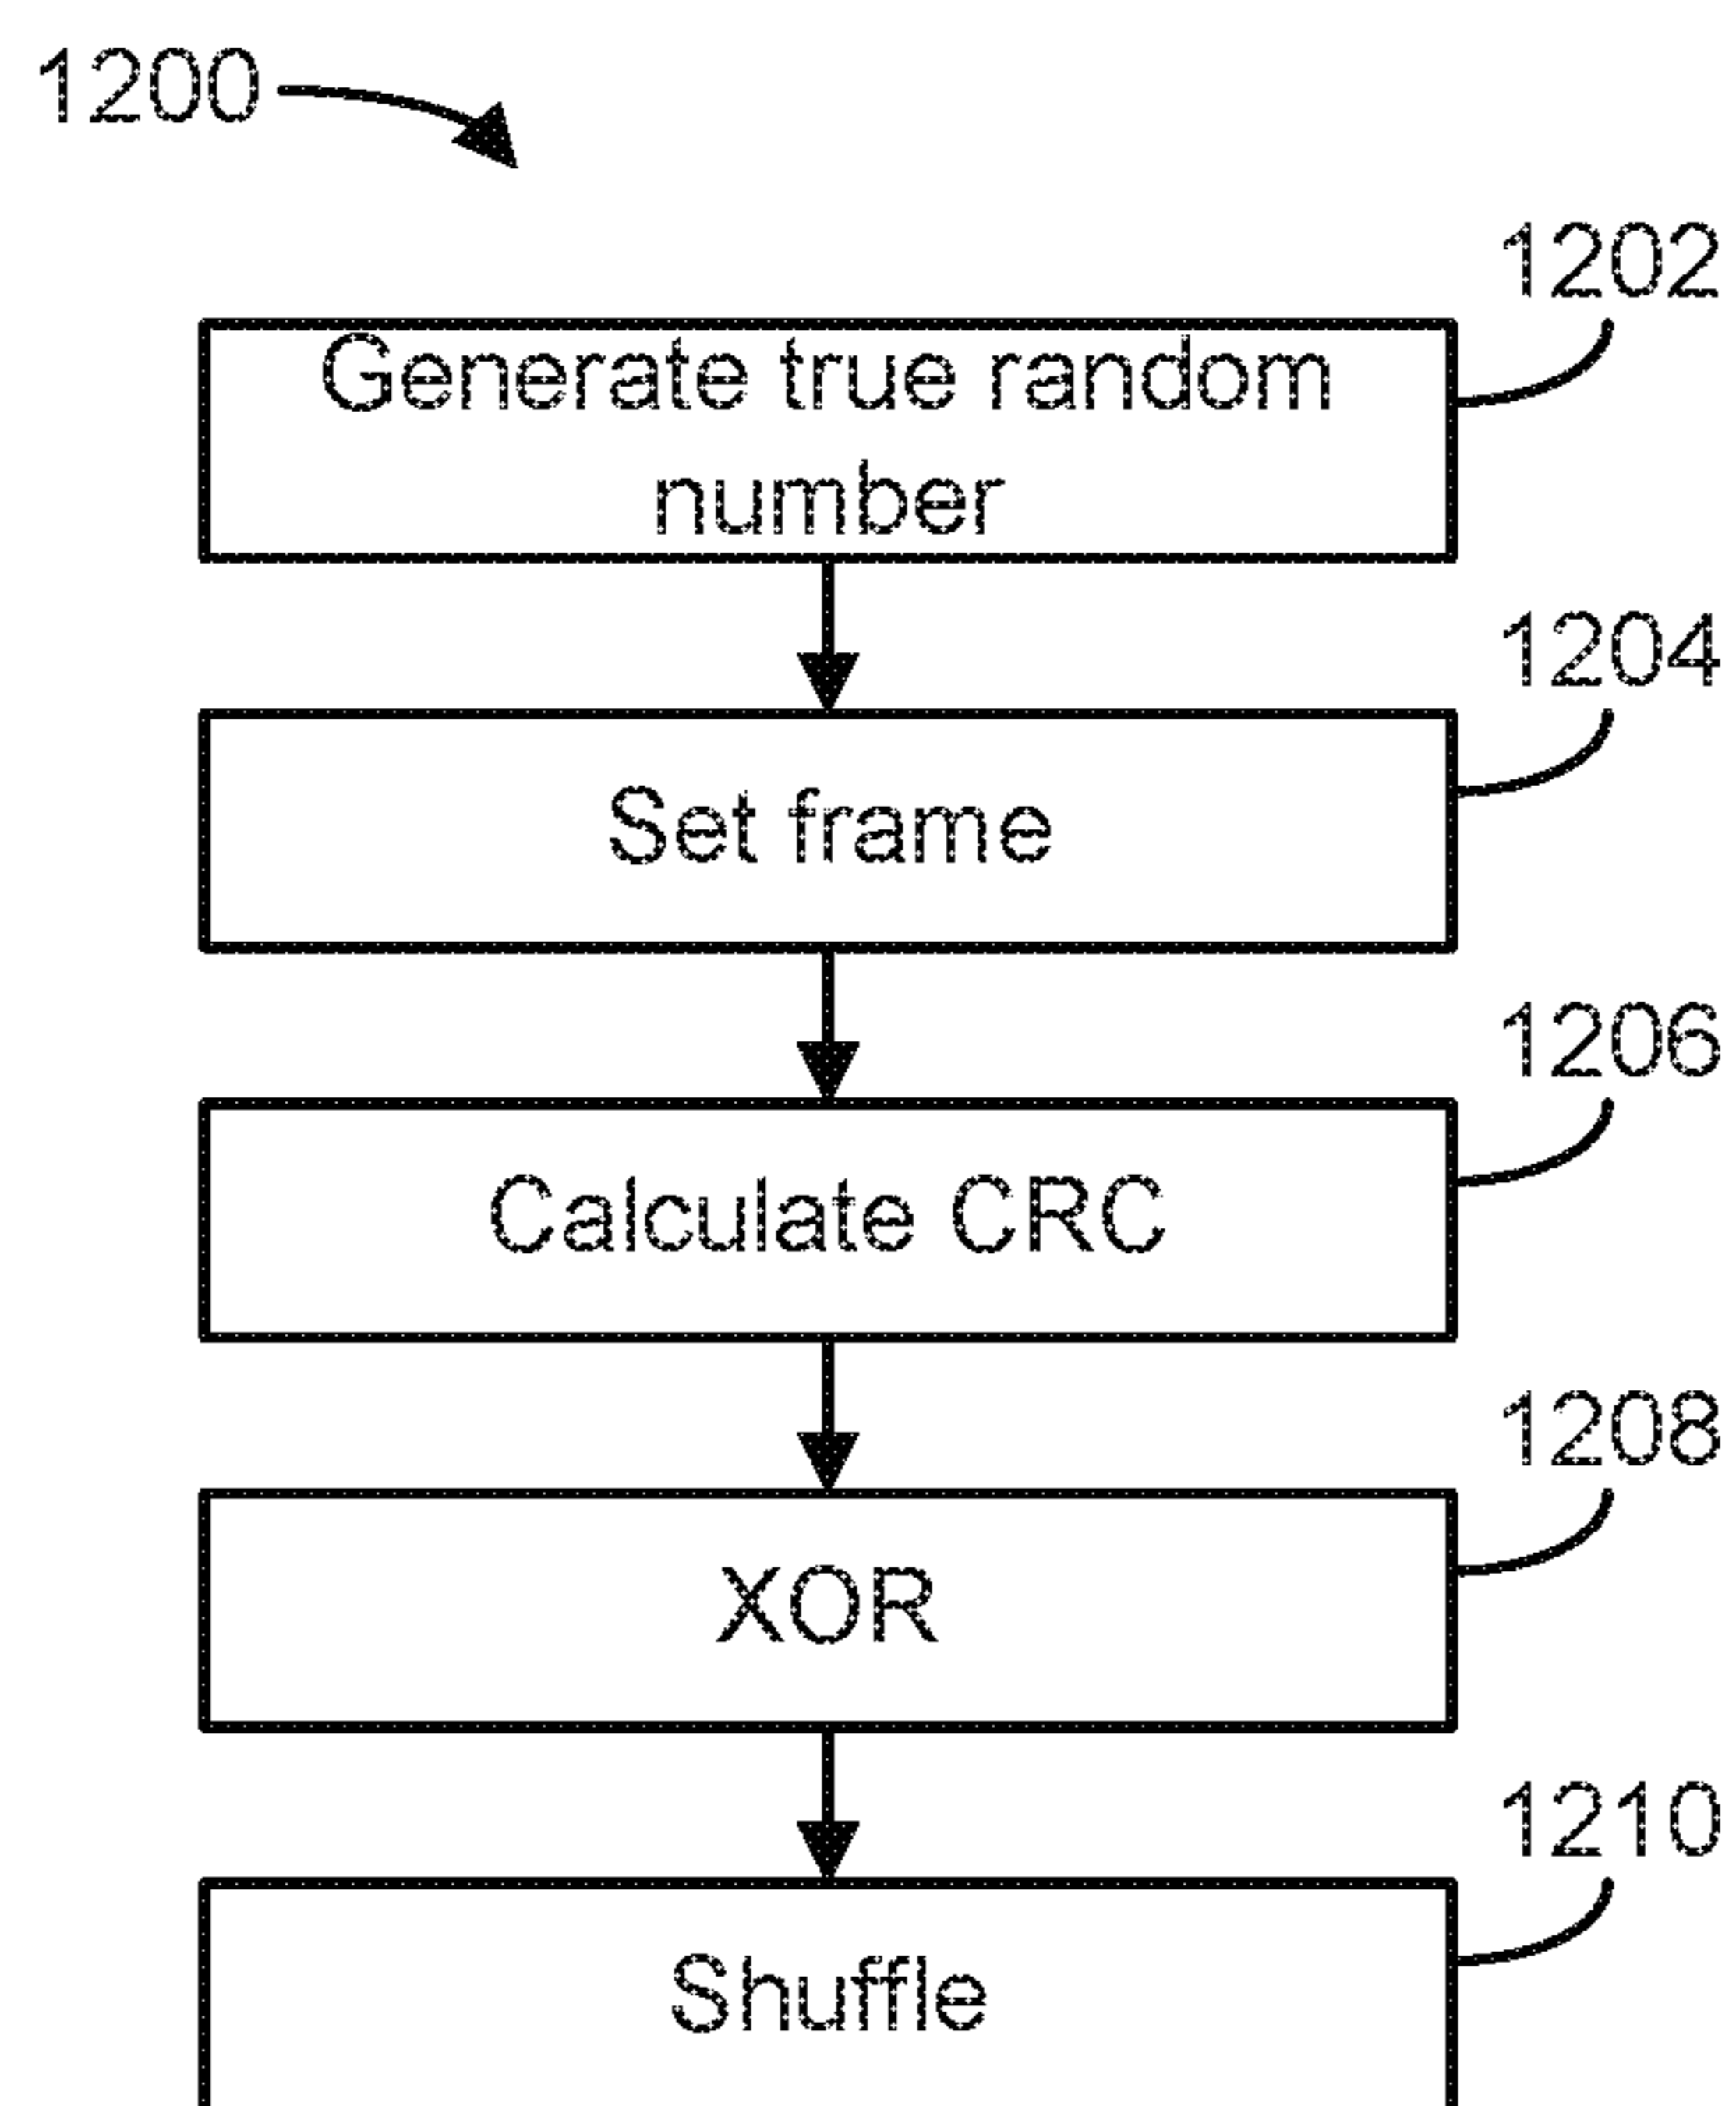 1200
1202
Generate true random
number
1204
Set frame
1206
Calculate CRC
1208
XOR
1210
Shuffle